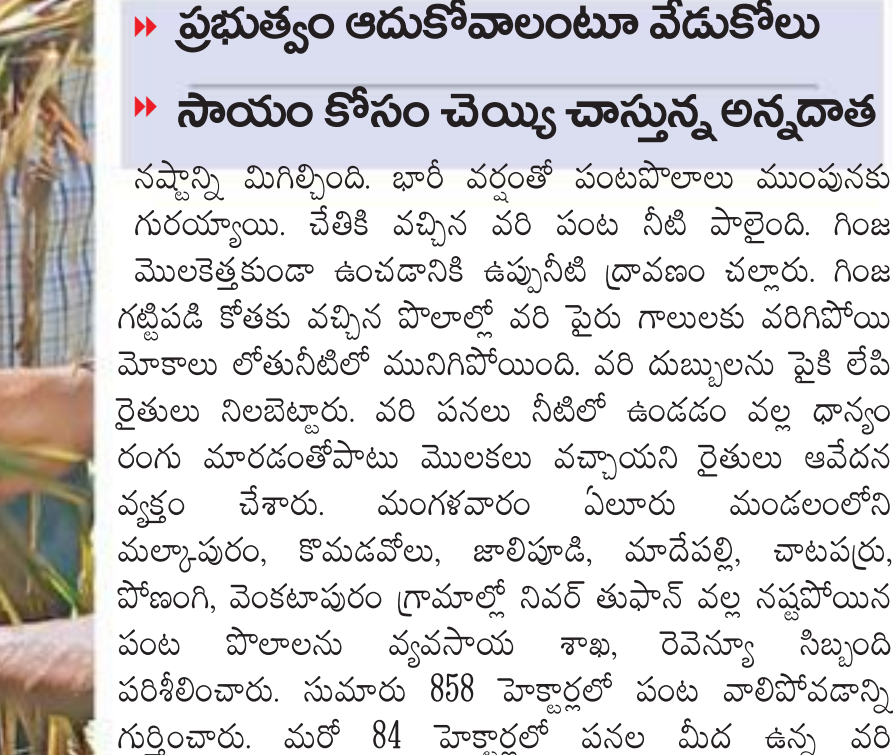 ప్రభుత్వం ఆదుకోవాలంటూ వేడుకోలు
సాయం కోసం చెయ్యి చాస్తున్న అన్నదాత
నష్టాన్ని మిగిల్చింది. భారీ వర్షంతో పంటపొలాలు ముంపునకు
గురయ్యాయి. చేతికి వచ్చిన వరి పంట నీటి పాలైంది. గింజ
మొలకెత్తకుండా ఉంచడానికి ఉప్పునీటి ద్రావణం చల్లారు. గింజ
గట్టిపడి కోతకు వచ్చిన పొలాల్లో వరి పైరు గాలులకు వరిగిపోయి
మోకాలు లోతునీటిలో మునిగిపోయింది. వరి దుబ్బులను పైకి లేపి
రైతులు నిలబెట్టారు. వరి పనలు నీటిలో ఉండడం వల్ల ధాన్యం
రంగు మారడంతోపాటు మొలకలు వచ్చాయని రైతులు ఆవేదన
వ్యక్తం చేశారు. మంగళవారం ఏలూరు మండలంలోని
మల్కాపురం, కొమడవోలు, జాలిపూడి, మాదేపల్లి, చాటపర్రు,
పోణంగి, వెంకటాపురం గ్రామాల్లో నివర్ తుఫాన్ వల్ల నష్టపోయిన
పంట పొలాలను వ్యవసాయ శాఖ, రెవెన్యూ సిబ్బంది
పరిశీలించారు. సుమారు 858 హెక్టార్లలో పంట వాలిపోవడాన్ని
గుర్తించారు. మరో 84 హెక్టార్లలో పనల మీద ఉన్న వరి